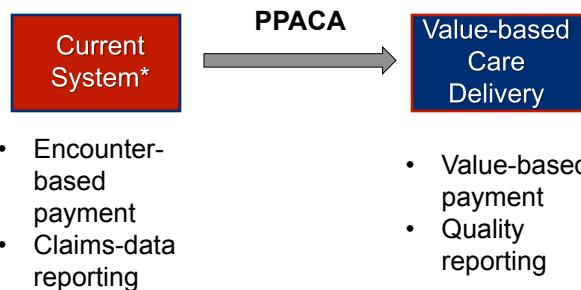 PPACA
Current
System*
Value-based
Care
Delivery
• Encounter-
based
payment
• Claims-data
reporting
• Value-based
payment
• Quality
reporting